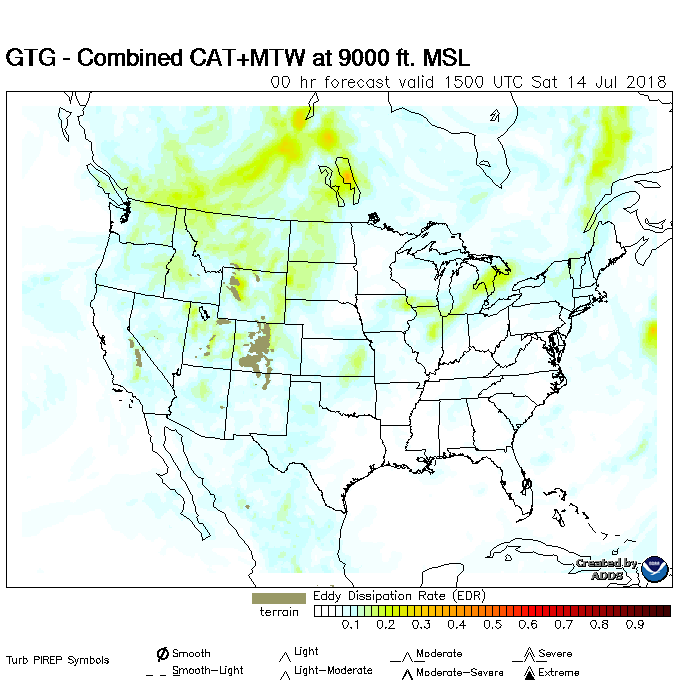 GTG - Combined CAT+MTW at 9000 ft. MSL
00 hr forecast valid 1500 UTC Sat 14 Jul 2018
Created by
ADDS
Eddy Dissipation Rate (EDR)
terrain
0.1 0.2 0.3 0.4 0.5 0.6 0.7 0.8 0.9
Turb PIREP Symbols
Smooth Light Moderate Severe
Smooth-Light Light-Moderate Moderate-Severe Extreme